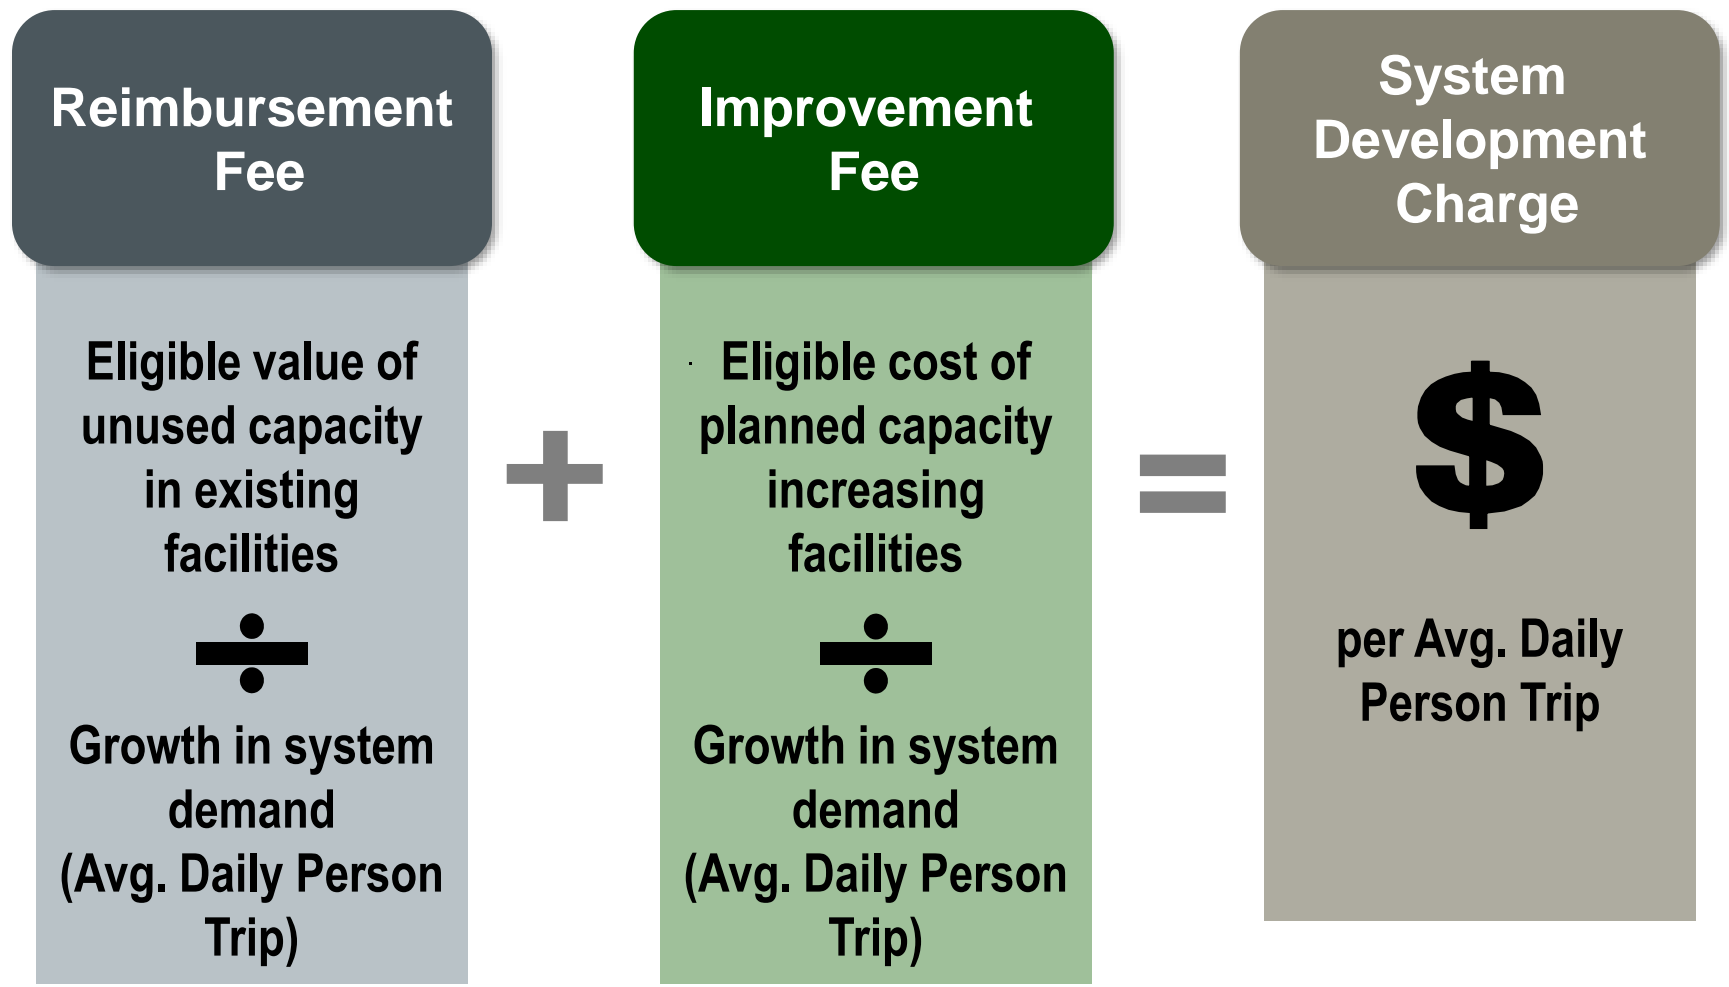 Reimbursement
Fee
Eligible value of
unused capacity
in existing
facilities
÷
Growth in system
demand
(Avg. Daily Person
Trip)
+
Improvement
Fee
Eligible cost of
planned capacity
increasing
facilities
÷
Growth in system
demand
(Avg. Daily Person
Trip)
=
System
Development
Charge
$
per Avg. Daily
Person Trip